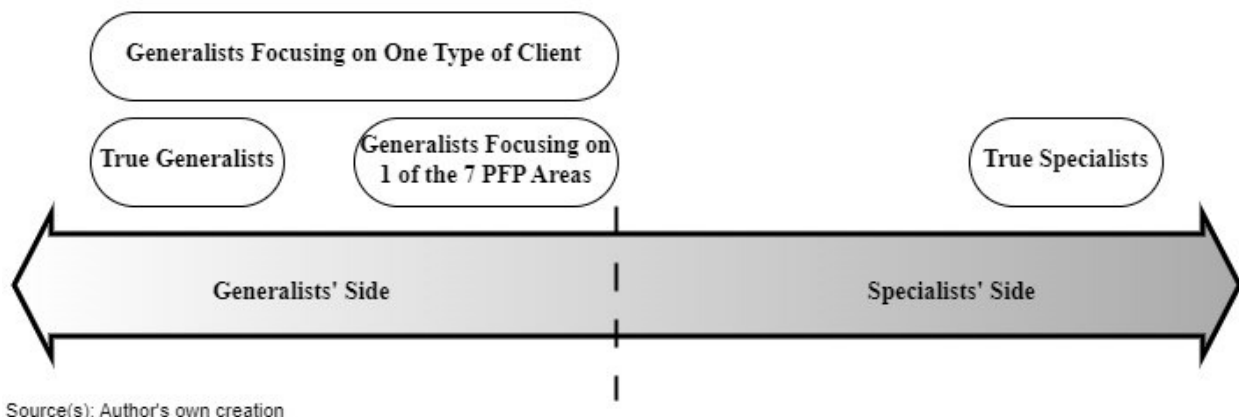 Generalists Focusing on One Type of Client
True Generalists
Generalists Focusing on
1 of the 7 PFP Areas
True Specialists
Generalists' Side
Specialists' Side
Source(s): Author's own creation